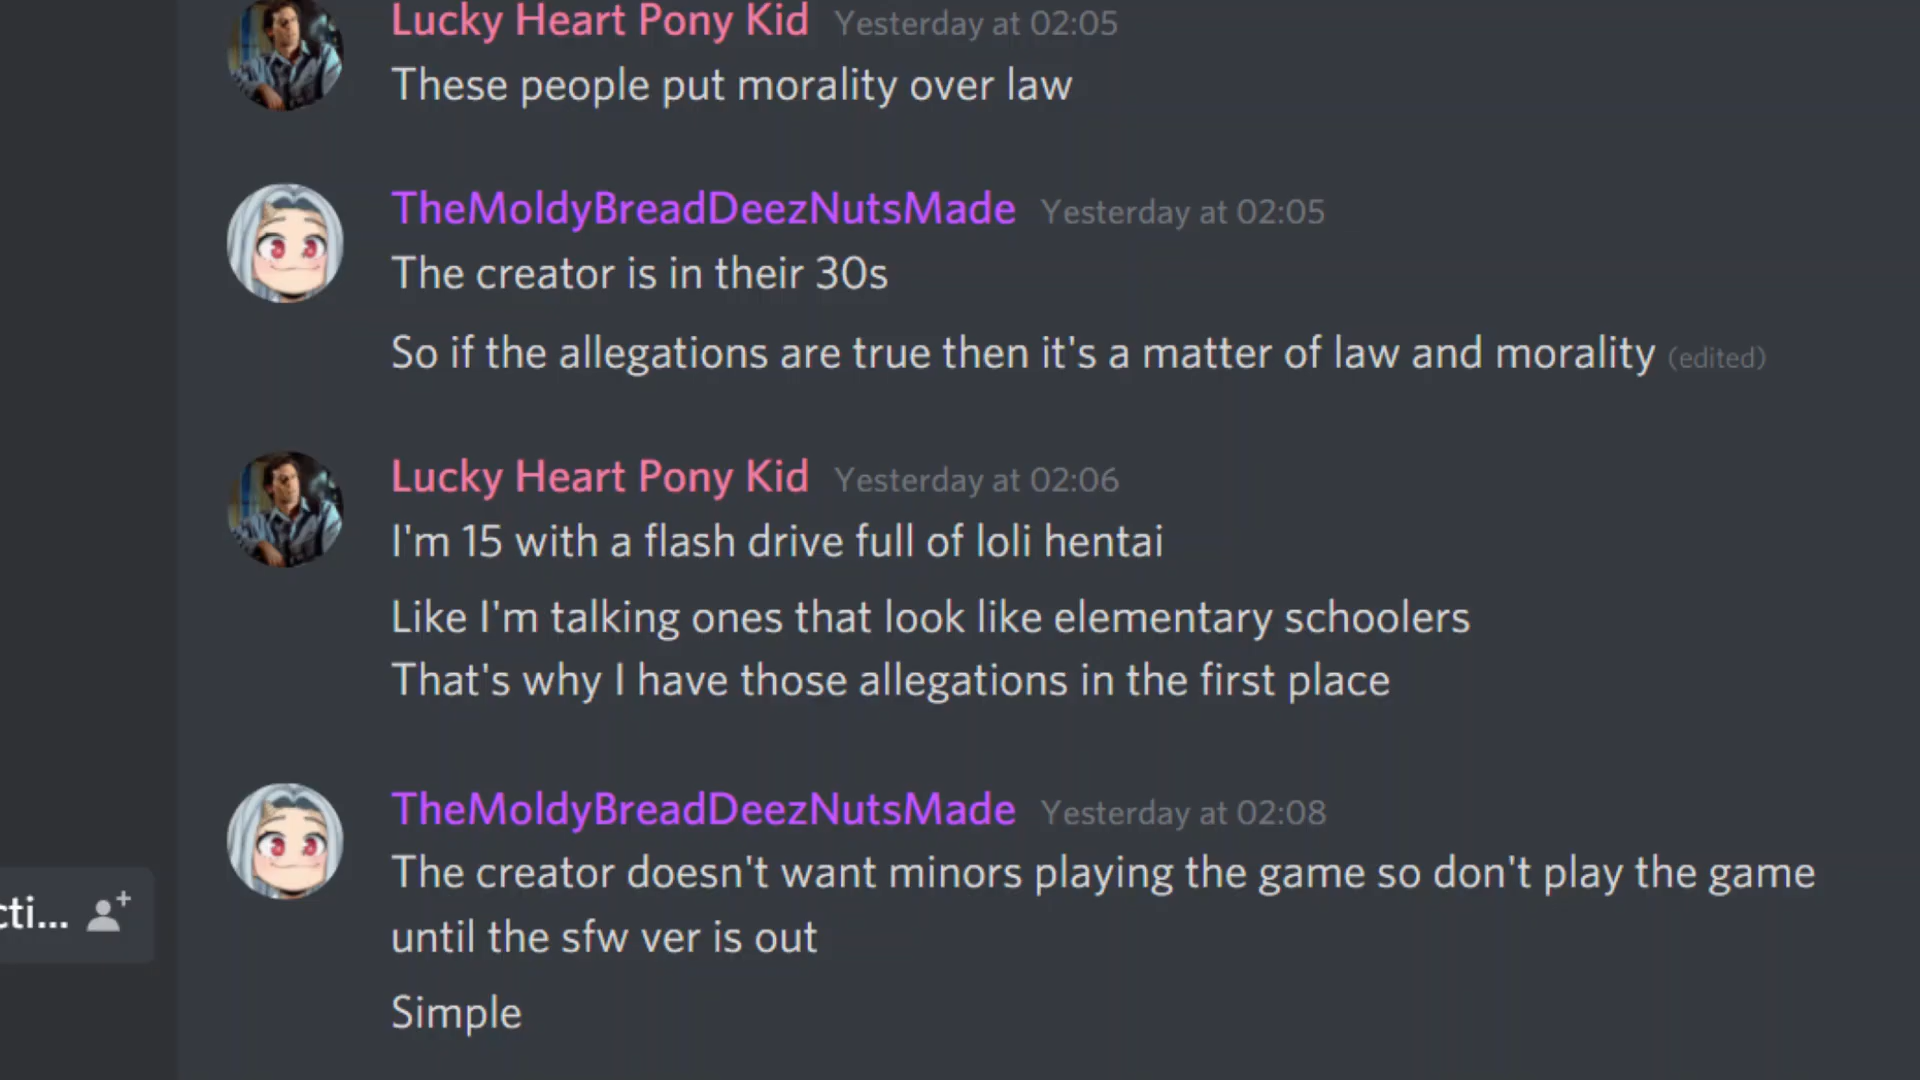 Lucky Heart Pony Kid Yesterday at 02:05
These people put morality over law
TheMoldyBreadDeezNutsMade Yesterday at 02:05
The creator is in their 30s
So if the allegations are true then it's a matter of law and morality (edited)
Lucky Heart Pony Kid Yesterday at 02:06
I'm 15 with a flash drive full of loli hentai
Like I'm talking ones that look like elementary schoolers
That's why I have those allegations in the first place
TheMoldyBreadDeezNutsMade Yesterday at 02:08
The creator doesn't want minors playing the game so don't play the game
until the sfw ver is out
Simple
cti...